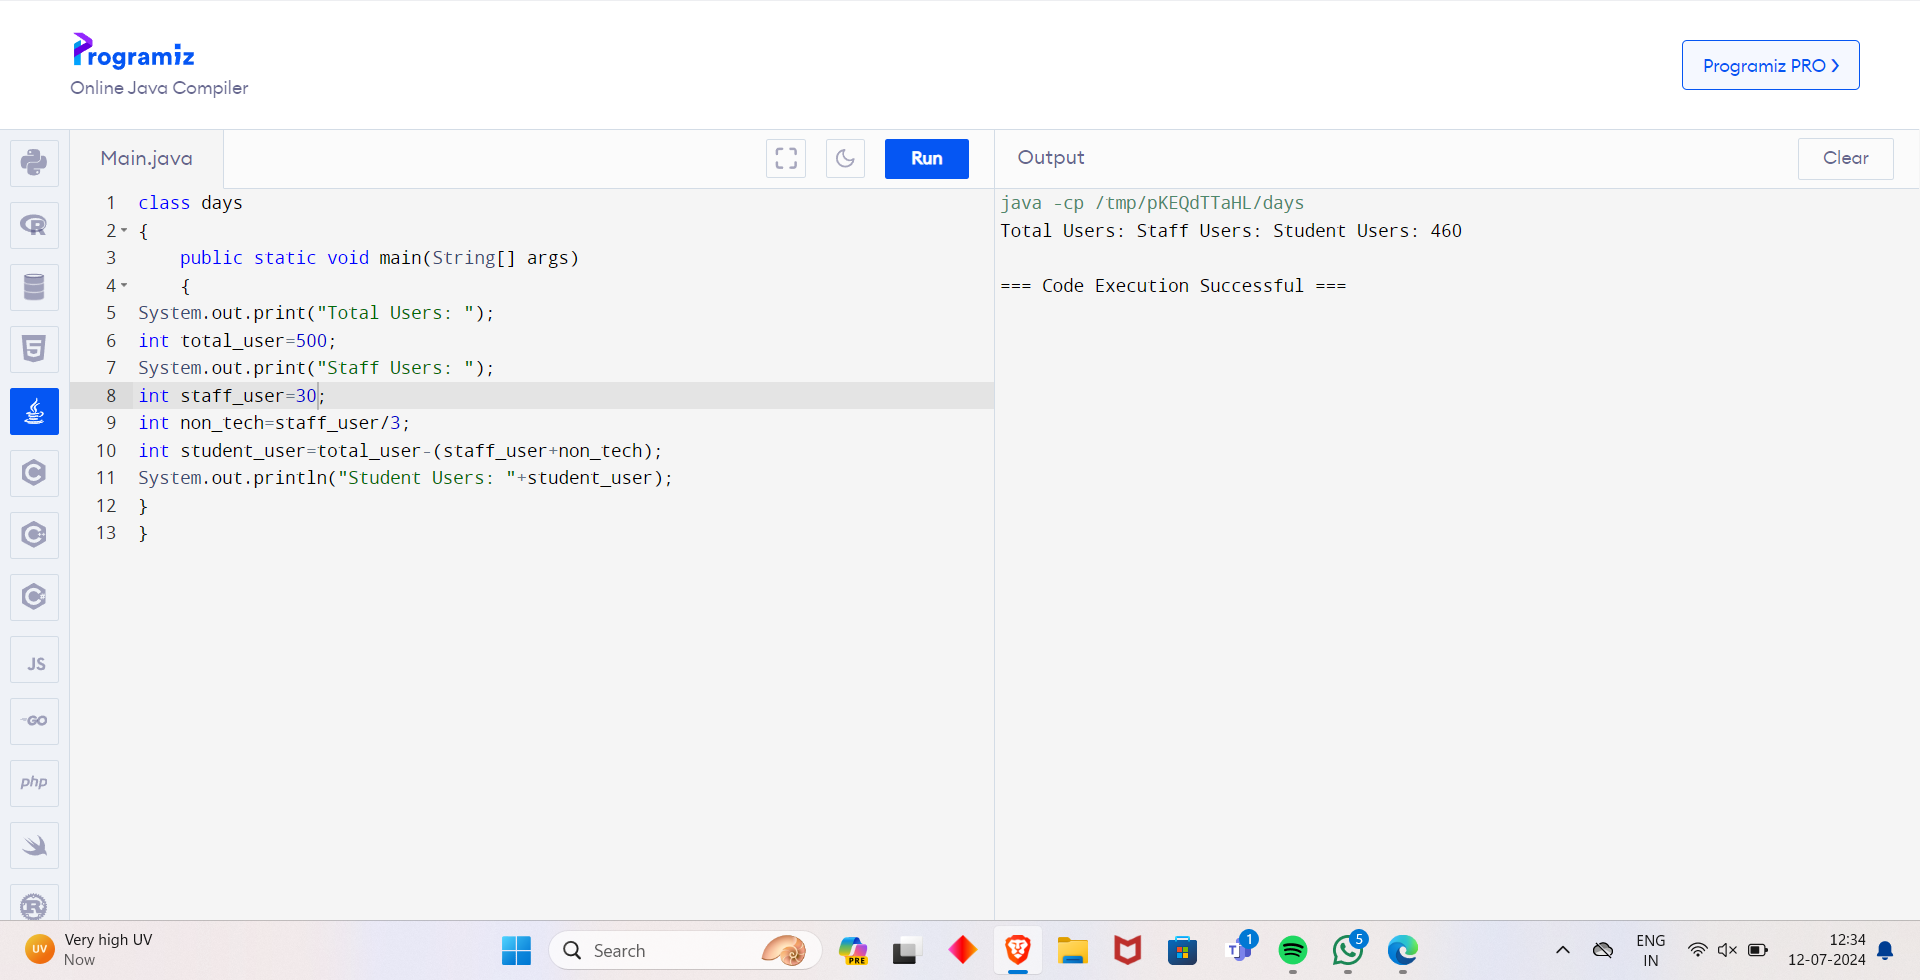 Programiz
Online Java Compiler
Programiz PRO
Main.java
Run
Output
Clear
1 class days
2 {
3     public static void main(String[] args)
4     {
5 System.out.print("Total Users: ");
6 int total_user=500;
7 System.out.print("Staff Users: ");
8 int staff_user=30;
9 int non_tech=staff_user/3;
10 int student_user=total_user-(staff_user+non_tech);
11 System.out.println("Student Users: "+student_user);
12 }
13 }
java -cp /tmp/pKEQdTTaHL/days
Total Users: Staff Users: Student Users: 460
=== Code Execution Successful ===
R
5
C
C
C
JS
GO
php
R
UV
Very high UV
Now
Search
PRE
T
1
5
ENG
IN
12:34
12-07-2024